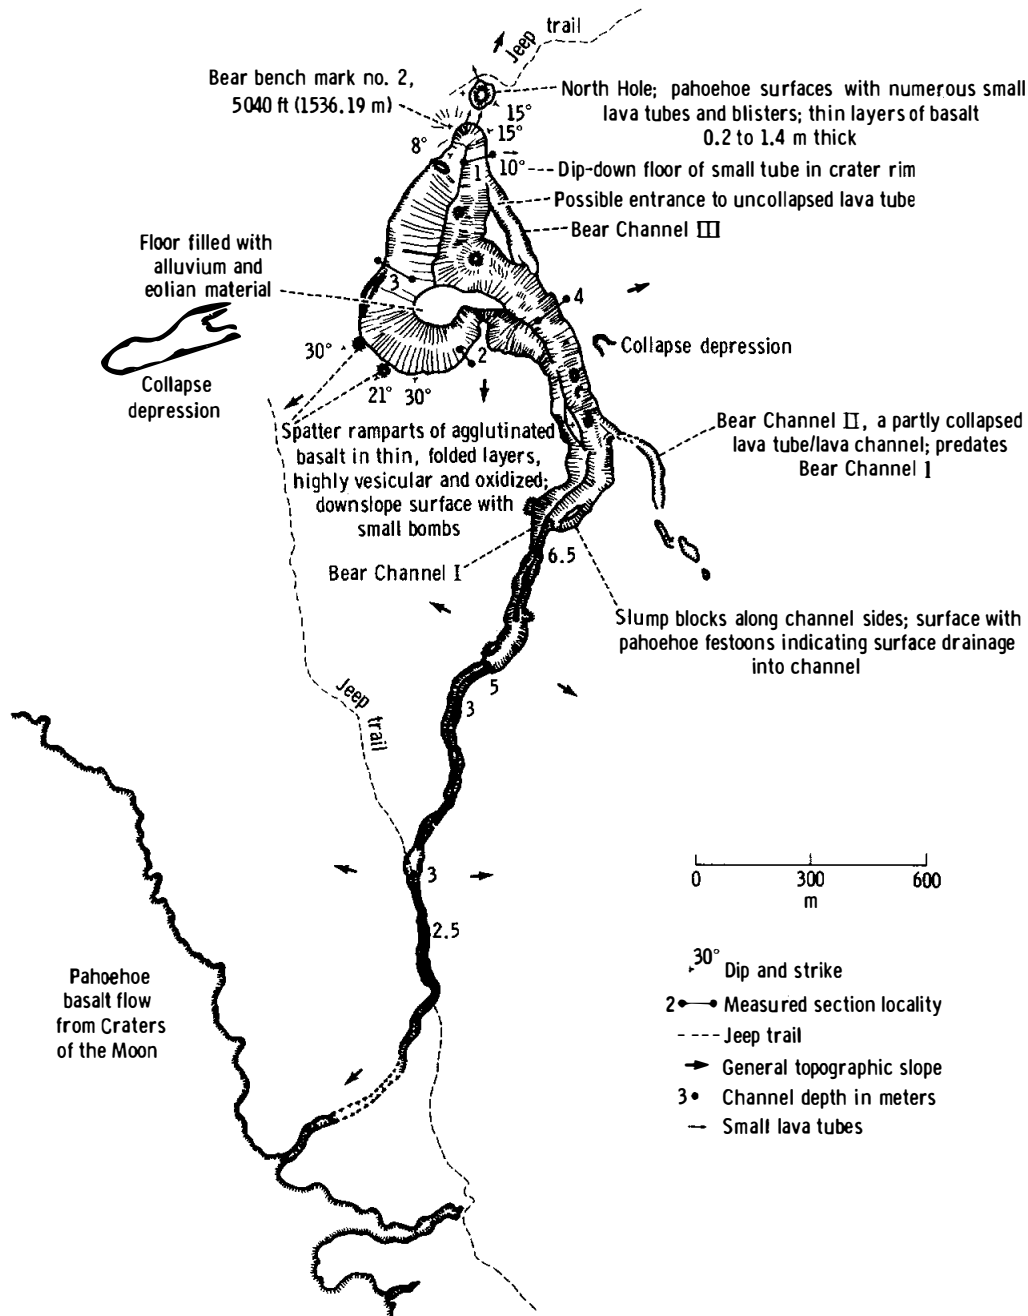 Jeep trail
Bear bench mark no. 2,
5040 ft (1536.19 m)
North Hole; pahoehoe surfaces with numerous small
lava tubes and blisters; thin layers of basalt
0.2 to 1.4 m thick
15°
15°
8°
1
10°
Dip-down floor of small tube in crater rim
Possible entrance to uncollapsed lava tube
Bear Channel III
Floor filled with
alluvium and
eolian material
3
4
Collapse depression
Collapse
depression
30°
21°
30°
2
Spatter ramparts of agglutinated
basalt in thin, folded layers,
highly vesicular and oxidized;
downslope surface with
small bombs
Bear Channel II, a partly collapsed
lava tube/lava channel; predates
Bear Channel I
Bear Channel I
6.5
Slump blocks along channel sides; surface with
pahoehoe festoons indicating surface drainage
into channel
5
3
Jeep trail
3
2.5
Pahoehoe
basalt flow
from Craters
of the Moon
0
300
600
m
30° Dip and strike
2 Measured section locality
Jeep trail
General topographic slope
3 Channel depth in meters
Small lava tubes